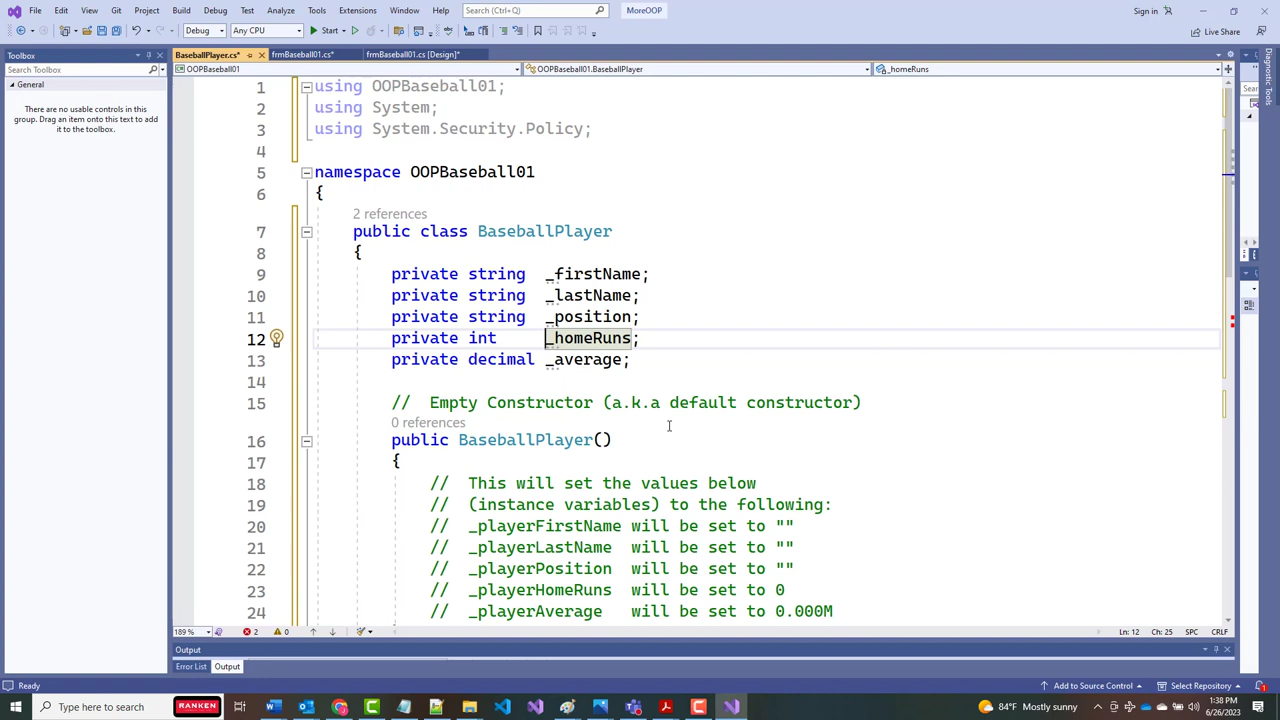 File Edit View Git Project Build Debug Test Analyze Tools Extensions Window Help Search (Ctrl+Q) MoreOOP Sign in
Debug Any CPU Start Live Share
Toolbox
Search Toolbox
General
There are no usable controls in this
group. Drag an item onto this text to add
it to the toolbox.
BaseballPlayer.cs* frmBaseball01.cs* frmBaseball01.cs [Design]*
OOPBaseball01 OOPBaseball01.BaseballPlayer _homeRuns
Diagnostic Tools
1 using OOPBaseball01;
2 using System;
3 using System.Security.Policy;
4
5 namespace OOPBaseball01
6 {
2 references
7 public class BaseballPlayer
8 {
9 private string _firstName;
10 private string _lastName;
11 private string _position;
12 private int _homeRuns;
13 private decimal _average;
14
15 // Empty Constructor (a.k.a default constructor)
0 references
16 public BaseballPlayer()
17 {
18 // This will set the values below
19 // (instance variables) to the following:
20 // _playerFirstName will be set to ""
21 // _playerLastName will be set to ""
22 // _playerPosition will be set to ""
23 // _playerHomeRuns will be set to 0
24 // _playerAverage will be set to 0.000M
189 % 2 0 Ln: 12 Ch: 25 SPC CRLF
Output
Error List Output
Ready Add to Source Control Select Repository 1
Type here to search RANKEN 84°F Mostly sunny 1:38 PM
6/26/2023